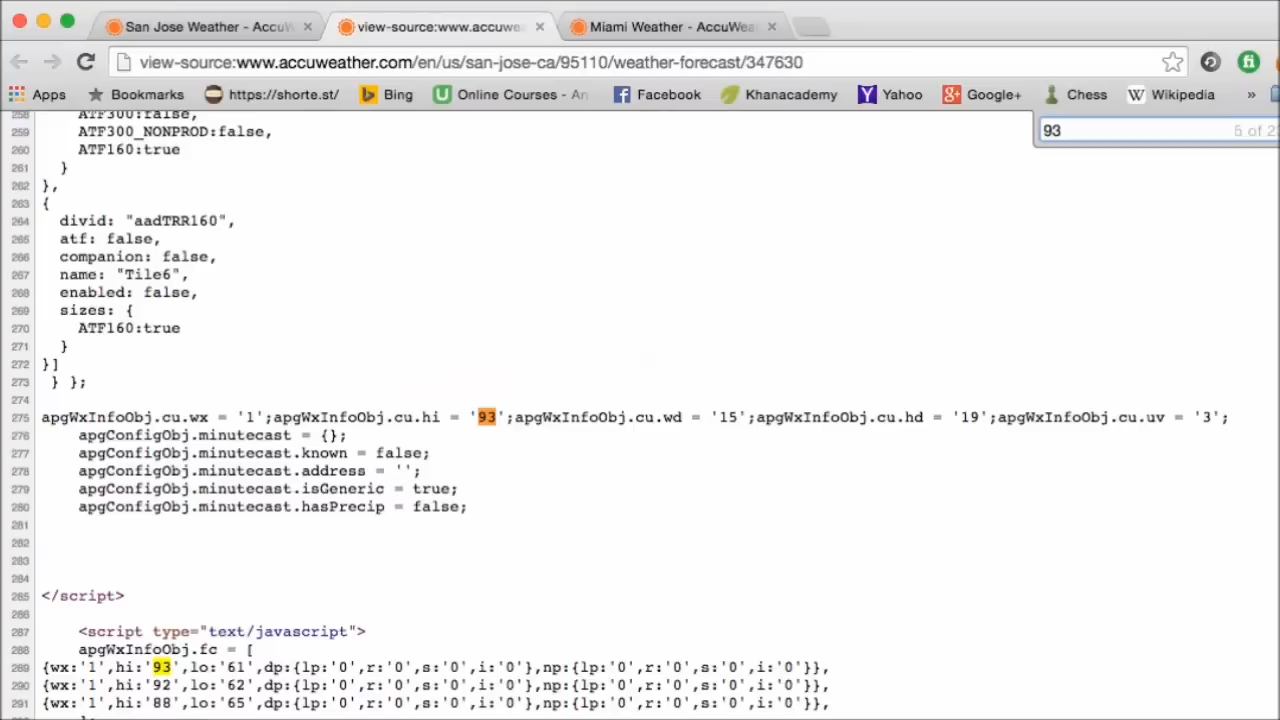 San Jose Weather - AccuW
view-source:www.accuwea
Miami Weather - AccuWea
view-source:www.accuweather.com/en/us/san-jose-ca/95110/weather-forecast/347630
Apps
Bookmarks
https://shorte.st/
Bing
Online Courses - An
Facebook
Khanacademy
Yahoo
Google+
Chess
Wikipedia
»
93
of 2
258 ATF300:false,
259 ATF300_NONPROD:false,
260 ATF160:true
261 }
262 },
263 {
264 divid: "aadTRR160",
265 atf: false,
266 companion: false,
267 name: "Tile6",
268 enabled: false,
269 sizes: {
270 ATF160:true
271 }
272 }]
273 } };
274
275 apgWxInfoObj.cu.wx = '1';apgWxInfoObj.cu.hi = '93';apgWxInfoObj.cu.wd = '15';apgWxInfoObj.cu.hd = '19';apgWxInfoObj.cu.uv = '3';
276 apgConfigObj.minutecast = {};
277 apgConfigObj.minutecast.known = false;
278 apgConfigObj.minutecast.address = '';
279 apgConfigObj.minutecast.isGeneric = true;
280 apgConfigObj.minutecast.hasPrecip = false;
281
282
283
284
285 </script>
286
287 <script type="text/javascript">
288 apgWxInfoObj.fc = [
289 {wx:'1',hi:'93',lo:'61',dp:{lp:'0',r:'0',s:'0',i:'0'},np:{lp:'0',r:'0',s:'0',i:'0'}},
290 {wx:'1',hi:'92',lo:'62',dp:{lp:'0',r:'0',s:'0',i:'0'},np:{lp:'0',r:'0',s:'0',i:'0'}},
291 {wx:'1',hi:'88',lo:'65',dp:{lp:'0',r:'0',s:'0',i:'0'},np:{lp:'0',r:'0',s:'0',i:'0'}},